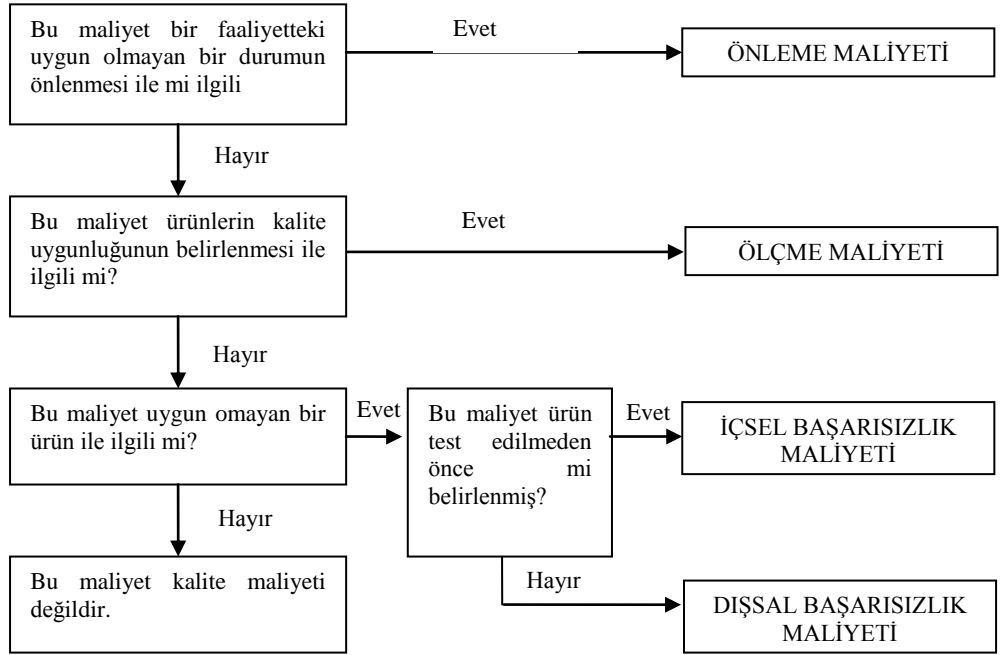 Bu maliyet bir faaliyetteki
uygun olmayan bir durumun
önlenmesi ile mi ilgili
Evet
ÖNLEME MALİYETİ
Hayır
Bu maliyet ürünlerin kalite
uygunluğunun belirlenmesi ile
ilgili mi?
Evet
ÖLÇME MALİYETİ
Hayır
Bu maliyet uygun omayan bir
ürün ile ilgili mi?
Evet
Bu maliyet ürün
test edilmeden
önce mi
belirlenmiş?
Evet
İÇSEL BAŞARISIZLIK
MALİYETİ
Hayır
Bu maliyet kalite maliyeti
değildir.
Hayır
DIŞSAL BAŞARISIZLIK
MALİYETİ